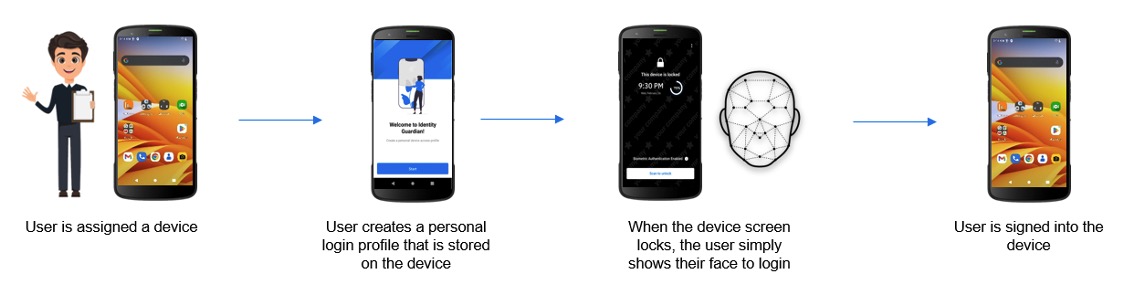 Welcome to Identity
Guardian!
Create a personal device access profile
Start
This device is locked
9:30 PM
Biometric Authentication Enabled
Scan to unlock
User is assigned a device
User creates a personal
login profile that is stored
on the device
When the device screen
locks, the user simply
shows their face to login
User is signed into the
device